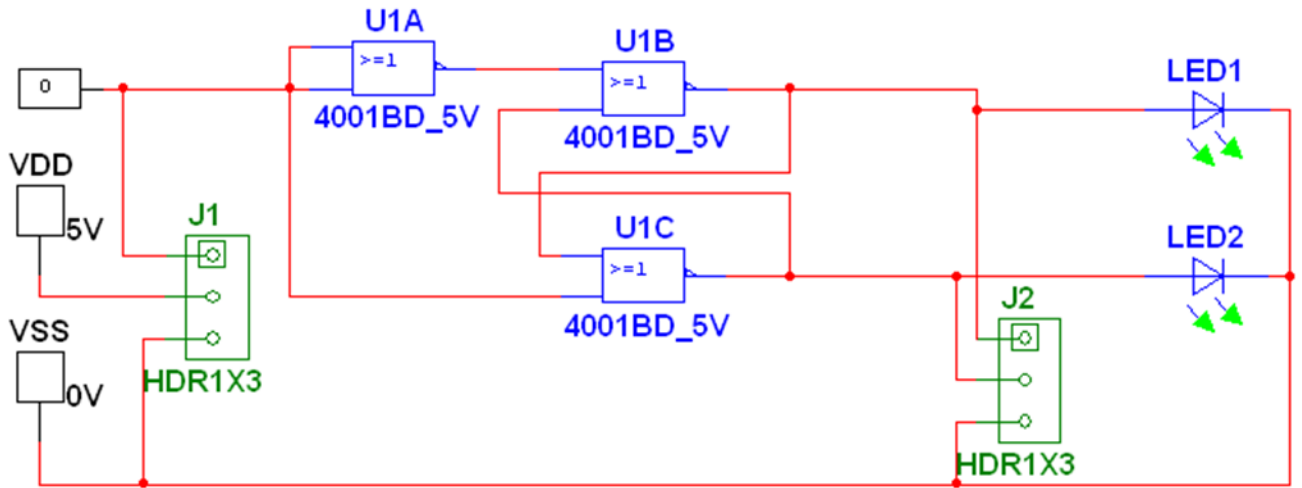 U1A
>=1
4001BD_5V
U1B
>=1
4001BD_5V
LED1
0
VDD
5V
J1
HDR1X3
U1C
>=1
4001BD_5V
LED2
VSS
0V
J2
HDR1X3